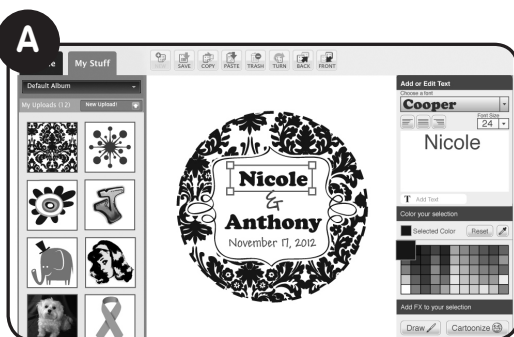 A
My Stuff
SAVE COPY PASTE TRASH TURN BACK FRONT
Default Album
My Uploads (12) New Upload!
Nicole
&
Anthony
November 17, 2012
Add or Edit Text
Choose a font
Cooper
Font Size
24
Nicole
T Add Text
Color your selection
Selected Color Reset
Add FX to your selection
Draw Cartoonize